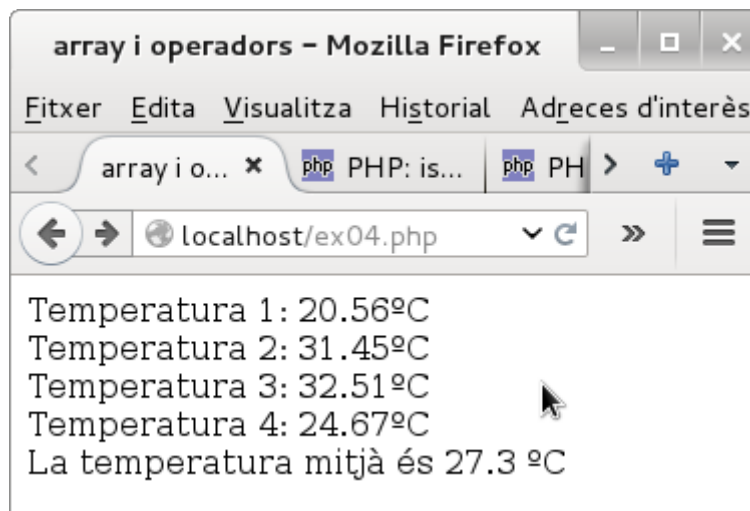 array i operadors – Mozilla Firefox
Fitxer Edita Visualitza Historial Adreces d'interès
array i o... php PHP: is... php PH
localhost/ex04.php
Temperatura 1: 20.56ºC
Temperatura 2: 31.45ºC
Temperatura 3: 32.51ºC
Temperatura 4: 24.67ºC
La temperatura mitjà és 27.3 ºC